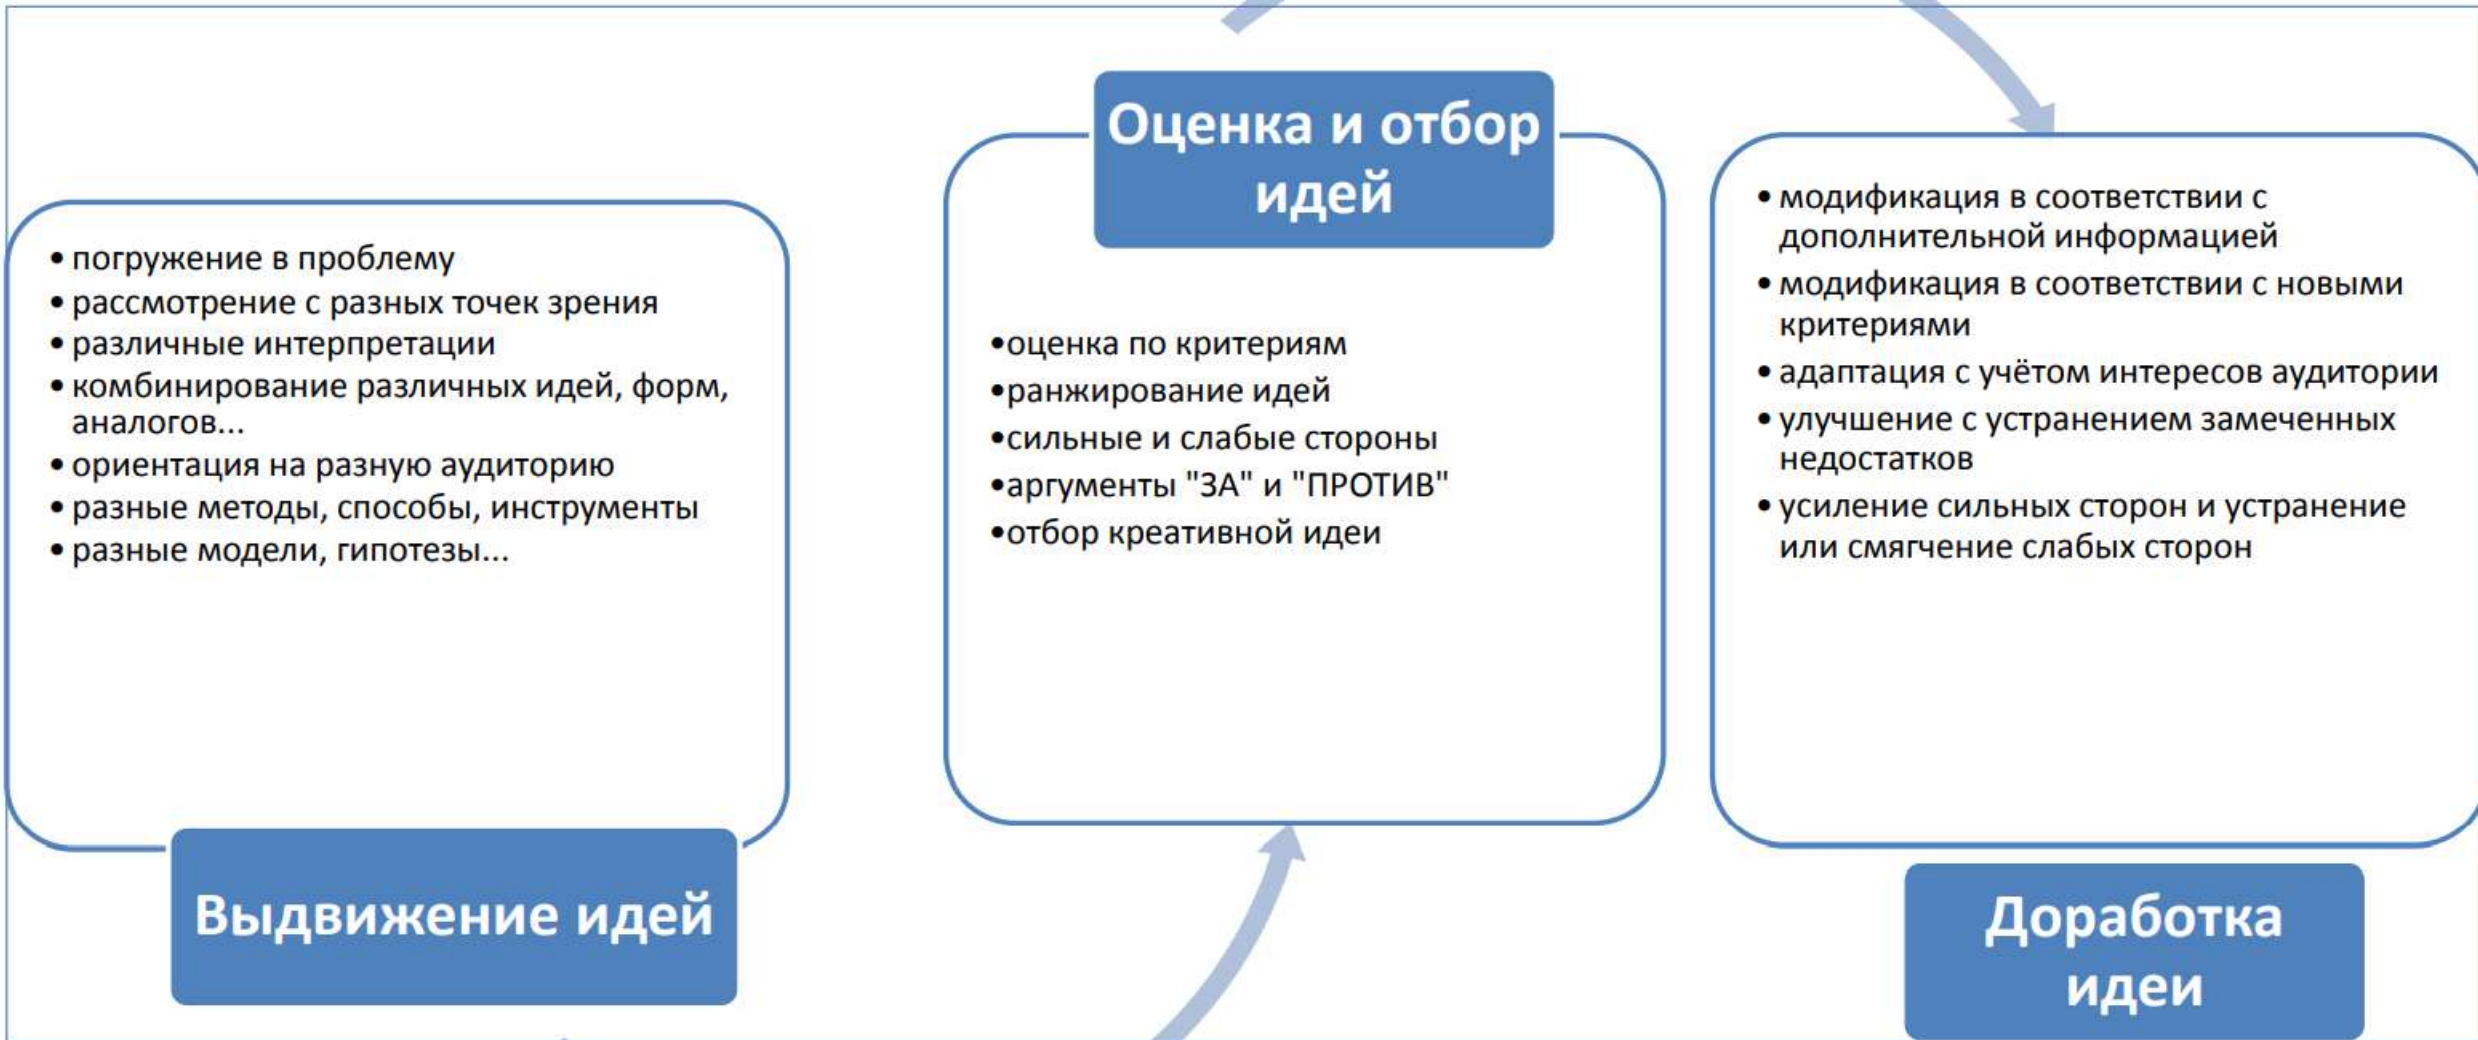 • погружение в проблему
• рассмотрение с разных точек зрения
• различные интерпретации
• комбинирование различных идей, форм,
аналогов...
• ориентация на разную аудиторию
• разные методы, способы, инструменты
• разные модели, гипотезы...
Выдвижение идей
Оценка и отбор
идей
•оценка по критериям
•ранжирование идей
•сильные и слабые стороны
•аргументы "ЗА" и "ПРОТИВ"
•отбор креативной идеи
• модификация в соответствии с
дополнительной информацией
• модификация в соответствии с новыми
критериями
• адаптация с учётом интересов аудитории
• улучшение с устранением замеченных
недостатков
• усиление сильных сторон и устранение
или смягчение слабых сторон
Доработка
идеи